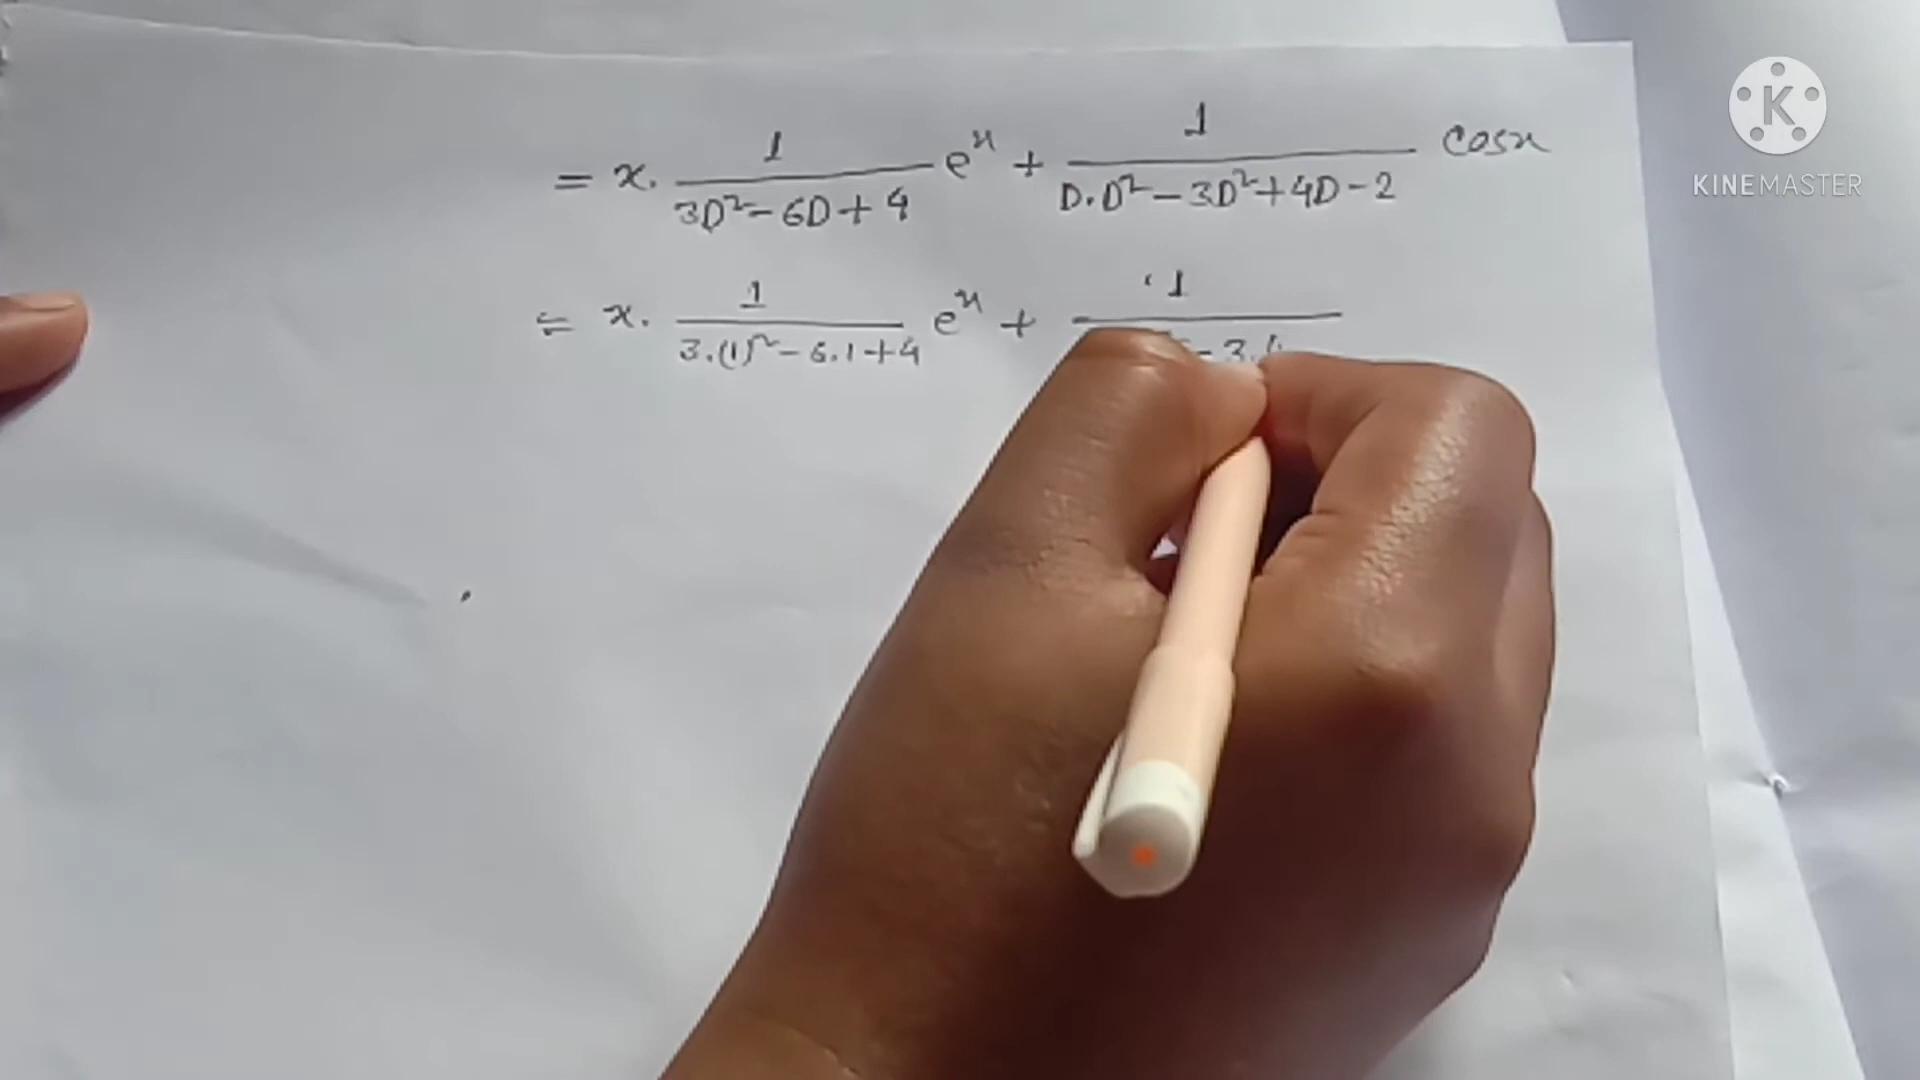 = x. 1/(3D²-6D+4) eˣ + 1/(D.D²-3D²+4D-2) cosx
= x. 1/(3.(1)²-6.1+4) eˣ + 1/(-3.
K
KINEMASTER